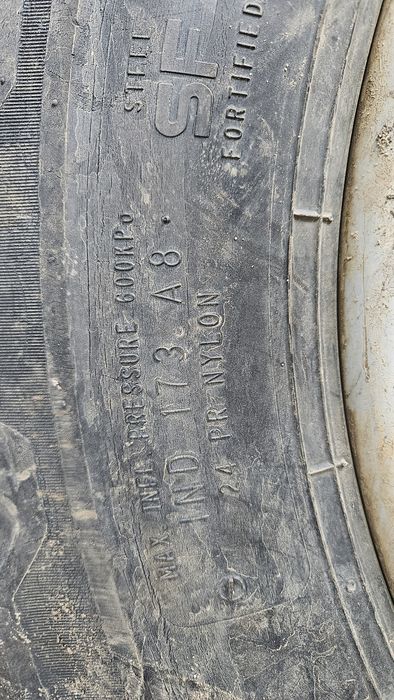 STEEL
SF
FORTIFIED
MAX. INFL. PRESSURE 600KPa
IND 173 A8
24 PR NYLON